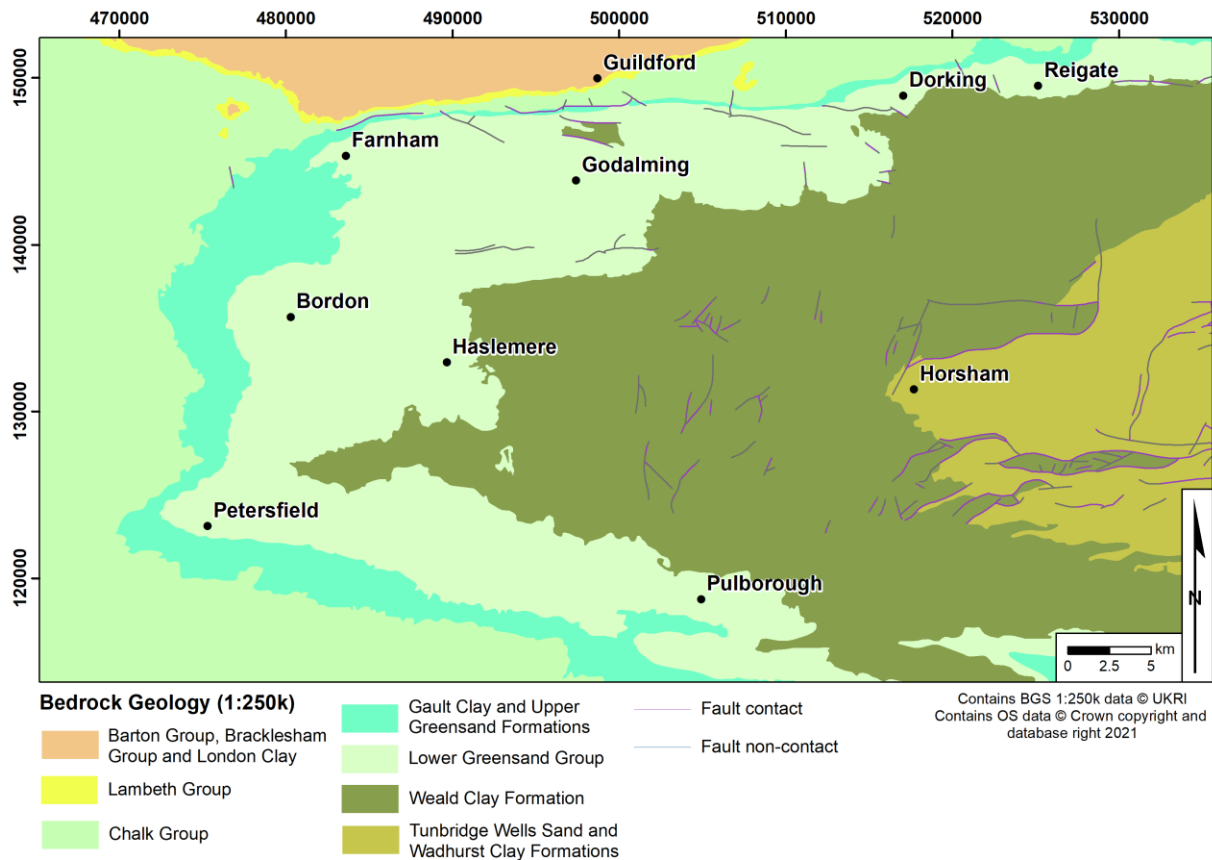 470000 480000 490000 500000 510000 520000 530000
150000
140000
130000
120000
Guildford
Dorking
Reigate
Farnham
Godalming
Bordon
Haslemere
Horsham
Petersfield
Pulborough
N
km
0 2.5 5
Bedrock Geology (1:250k)
Barton Group, Bracklesham
Group and London Clay
Lambeth Group
Chalk Group
Gault Clay and Upper
Greensand Formations
Lower Greensand Group
Weald Clay Formation
Tunbridge Wells Sand and
Wadhurst Clay Formations
Fault contact
Fault non-contact
Contains BGS 1:250k data © UKRI
Contains OS data © Crown copyright and
database right 2021